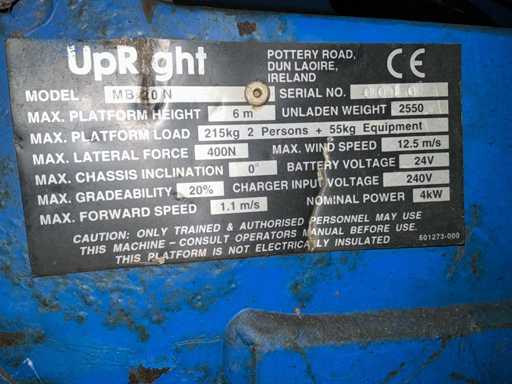 UpRight
POTTERY ROAD,
DUN LAOIRE,
IRELAND
CE
MODEL MB 20 N
SERIAL NO.
MAX. PLATFORM HEIGHT 6 m
UNLADEN WEIGHT 2550
MAX. PLATFORM LOAD 215kg 2 Persons + 55kg Equipment
MAX. LATERAL FORCE 400N
MAX. WIND SPEED 12.5 m/s
MAX. CHASSIS INCLINATION 0°
BATTERY VOLTAGE 24V
MAX. GRADEABILITY 20%
CHARGER INPUT VOLTAGE 240V
MAX. FORWARD SPEED 1.1 m/s
NOMINAL POWER 4kW
CAUTION: ONLY TRAINED & AUTHORISED PERSONNEL MAY USE
THIS MACHINE - CONSULT OPERATORS MANUAL BEFORE USE.
THIS PLATFORM IS NOT ELECTRICALLY INSULATED
501273-000